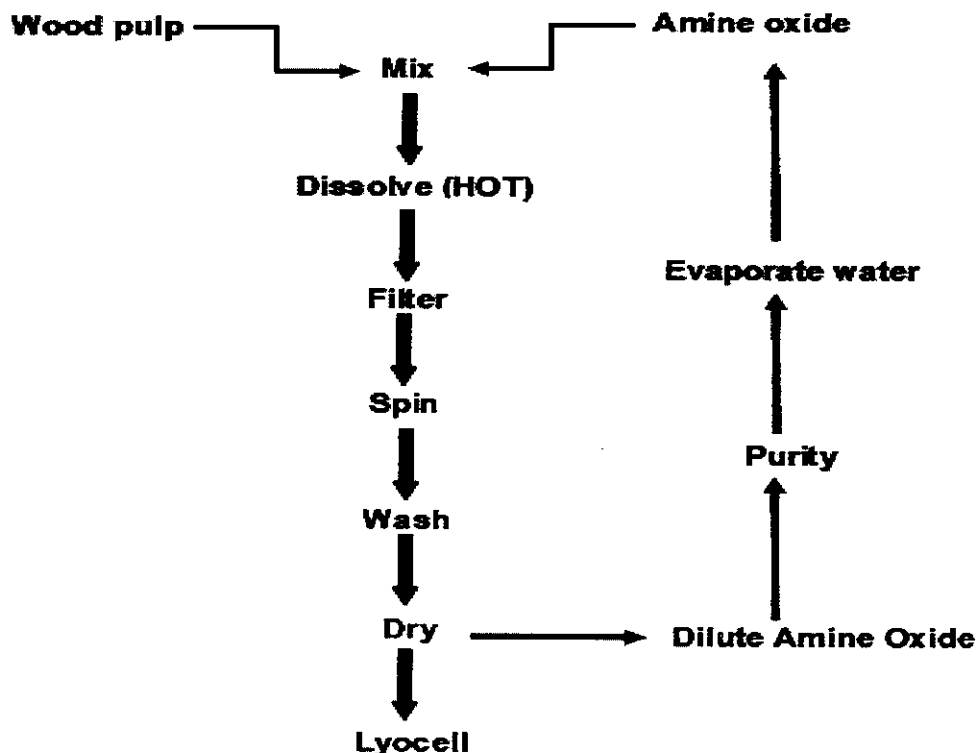 Wood pulp
Amine oxide
Mix
Dissolve (HOT)
Filter
Spin
Wash
Dry
Lyocell
Evaporate water
Purity
Dilute Amine Oxide